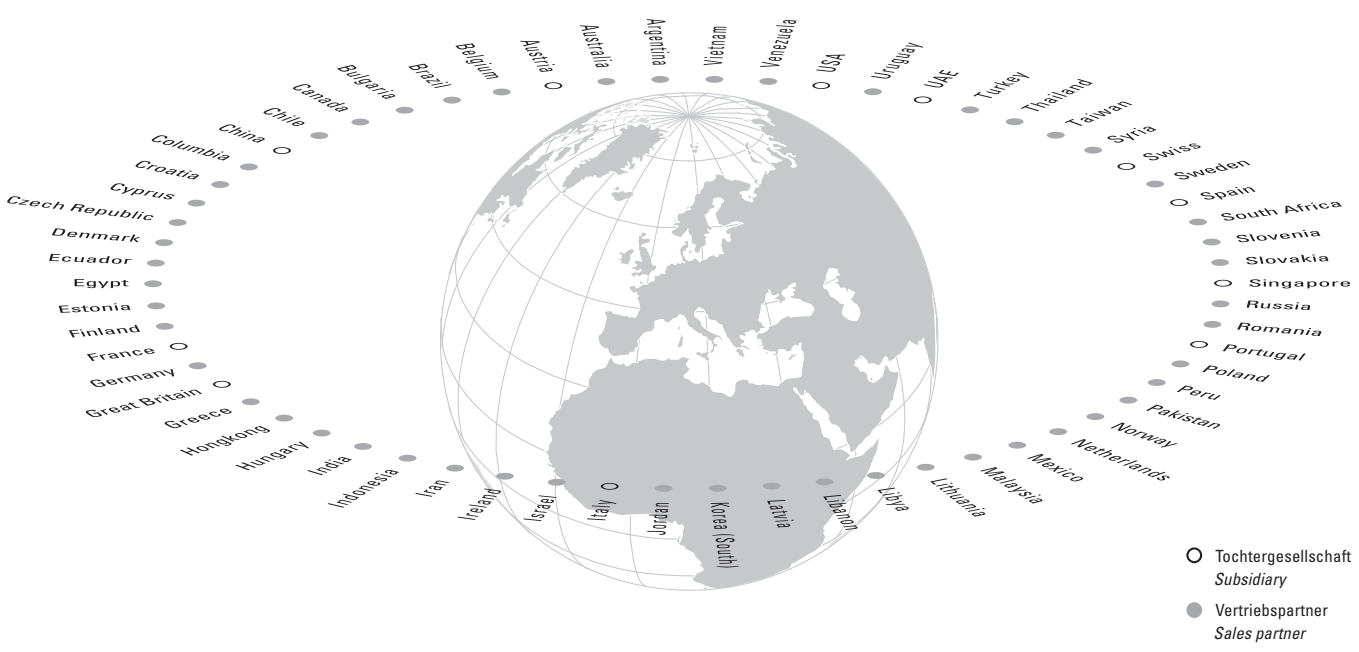 Argentina
Australia
Austria
Belgium
Brazil
Bulgaria
Canada
Chile
China
Columbia
Croatia
Cyprus
Czech Republic
Denmark
Ecuador
Egypt
Estonia
Finland
France
Germany
Great Britain
Greece
Hongkong
Hungary
India
Indonesia
Iran
Ireland
Israel
Italy
Jordan
Korea (South)
Latvia
Libanon
Libya
Lithuania
Malaysia
Mexico
Netherlands
Norway
Pakistan
Peru
Poland
Portugal
Romania
Russia
Singapore
Slovakia
Slovenia
South Africa
Spain
Sweden
Swiss
Syria
Taiwan
Thailand
Turkey
UAE
Uruguay
USA
Venezuela
Vietnam
Tochtergesellschaft
Subsidiary
Vertriebspartner
Sales partner